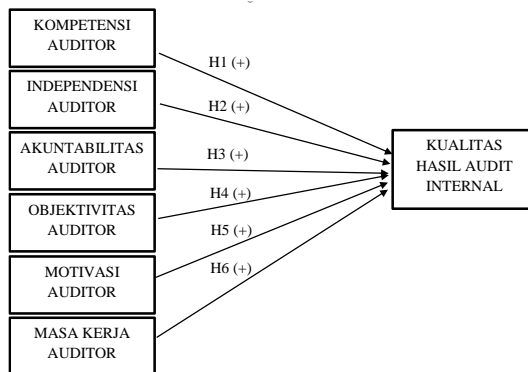 KOMPETENSI
AUDITOR
H1 (+)
INDEPENDENSI
AUDITOR
H2 (+)
AKUNTABILITAS
AUDITOR
H3 (+)
KUALITAS
HASIL AUDIT
INTERNAL
OBJEKTIVITAS
AUDITOR
H4 (+)
MOTIVASI
AUDITOR
H5 (+)
H6 (+)
MASA KERJA
AUDITOR